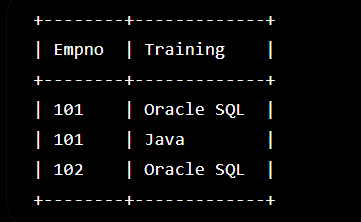 +--------+-------------+
| Empno  | Training    |
+--------+-------------+
| 101    | Oracle SQL  |
| 101    | Java        |
| 102    | Oracle SQL  |
+--------+-------------+